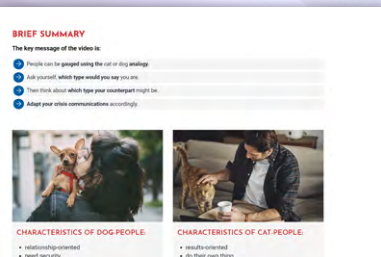 BRIEF SUMMARY
The key message of the video is:
People can be gauged using the cat or dog analogy.
Ask yourself, which type would you say you are.
Then think about which type your counterpart might be.
Adapt your crisis communications accordingly.
CHARACTERISTICS OF DOG-PEOPLE:
• relationship-oriented
• need security
CHARACTERISTICS OF CAT-PEOPLE:
• results-oriented
• do their own thing